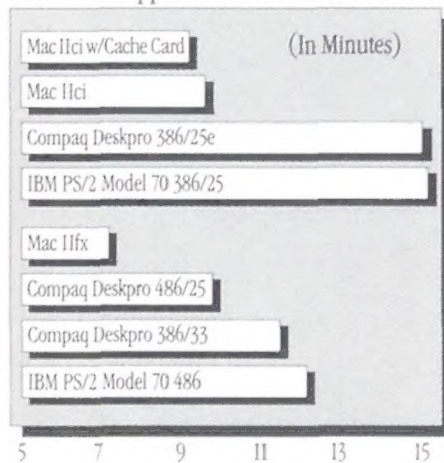 (In Minutes)
Mac IIci w/Cache Card
Mac IIci
Compaq Deskpro 386/25e
IBM PS/2 Model 70 386/25
Mac IIfx
Compaq Deskpro 486/25
Compaq Deskpro 386/33
IBM PS/2 Model 70 486
5 7 9 11 13 15